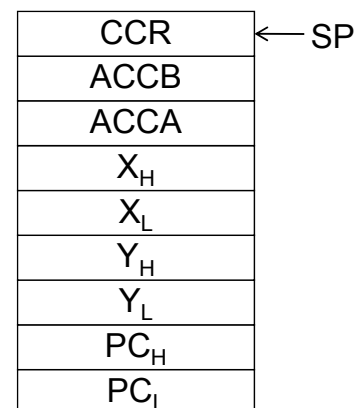 CCR
SP
ACCB
ACCA
X_H
X_L
Y_H
Y_L
PC_H
PC_L